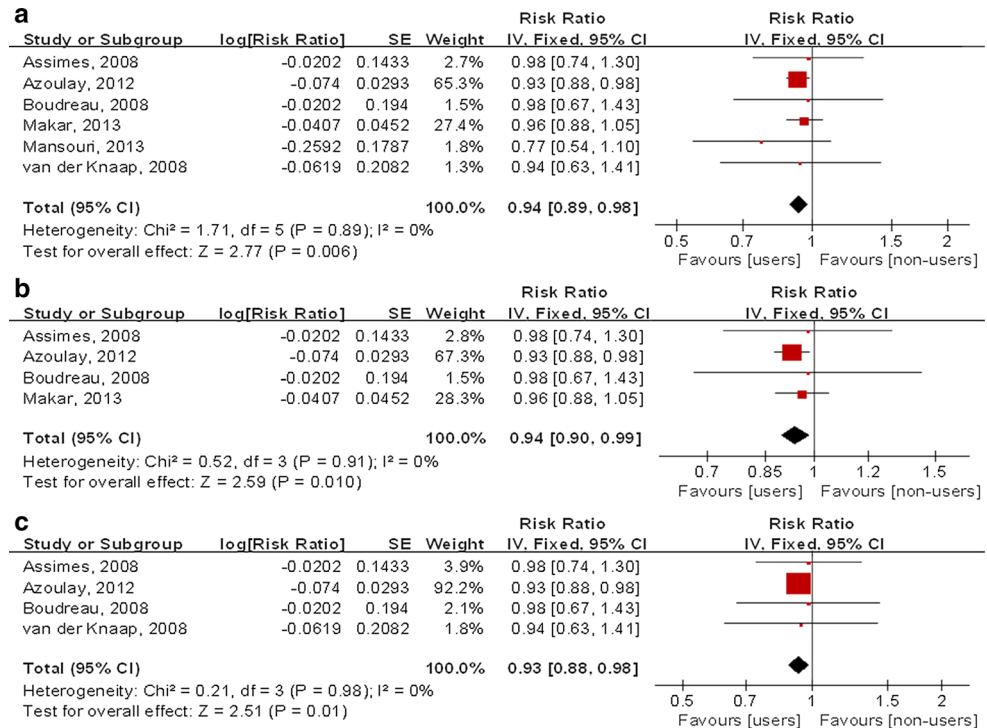 a
Risk Ratio Risk Ratio
Study or Subgroup log[Risk Ratio] SE Weight IV, Fixed, 95% CI IV, Fixed, 95% CI
Assimes, 2008 -0.0202 0.1433 2.7% 0.98 [0.74, 1.30]
Azoulay, 2012 -0.074 0.0293 65.3% 0.93 [0.88, 0.98]
Boudreau, 2008 -0.0202 0.194 1.5% 0.98 [0.67, 1.43]
Makar, 2013 -0.0407 0.0452 27.4% 0.96 [0.88, 1.05]
Mansouri, 2013 -0.2592 0.1787 1.8% 0.77 [0.54, 1.10]
van der Knaap, 2008 -0.0619 0.2082 1.3% 0.94 [0.63, 1.41]
Total (95% CI) 100.0% 0.94 [0.89, 0.98]
Heterogeneity: Chi² = 1.71, df = 5 (P = 0.89); I² = 0%
Test for overall effect: Z = 2.77 (P = 0.006)
0.5 0.7 1 1.5 2
Favours [users] Favours [non-users]
b
Risk Ratio Risk Ratio
Study or Subgroup log[Risk Ratio] SE Weight IV, Fixed, 95% CI IV, Fixed, 95% CI
Assimes, 2008 -0.0202 0.1433 2.8% 0.98 [0.74, 1.30]
Azoulay, 2012 -0.074 0.0293 67.3% 0.93 [0.88, 0.98]
Boudreau, 2008 -0.0202 0.194 1.5% 0.98 [0.67, 1.43]
Makar, 2013 -0.0407 0.0452 28.3% 0.96 [0.88, 1.05]
Total (95% CI) 100.0% 0.94 [0.90, 0.99]
Heterogeneity: Chi² = 0.52, df = 3 (P = 0.91); I² = 0%
Test for overall effect: Z = 2.59 (P = 0.010)
0.7 0.85 1 1.2 1.5
Favours [users] Favours [non-users]
c
Risk Ratio Risk Ratio
Study or Subgroup log[Risk Ratio] SE Weight IV, Fixed, 95% CI IV, Fixed, 95% CI
Assimes, 2008 -0.0202 0.1433 3.9% 0.98 [0.74, 1.30]
Azoulay, 2012 -0.074 0.0293 92.2% 0.93 [0.88, 0.98]
Boudreau, 2008 -0.0202 0.194 2.1% 0.98 [0.67, 1.43]
van der Knaap, 2008 -0.0619 0.2082 1.8% 0.94 [0.63, 1.41]
Total (95% CI) 100.0% 0.93 [0.88, 0.98]
Heterogeneity: Chi² = 0.21, df = 3 (P = 0.98); I² = 0%
Test for overall effect: Z = 2.51 (P = 0.01)
0.5 0.7 1 1.5 2
Favours [users] Favours [non-users]